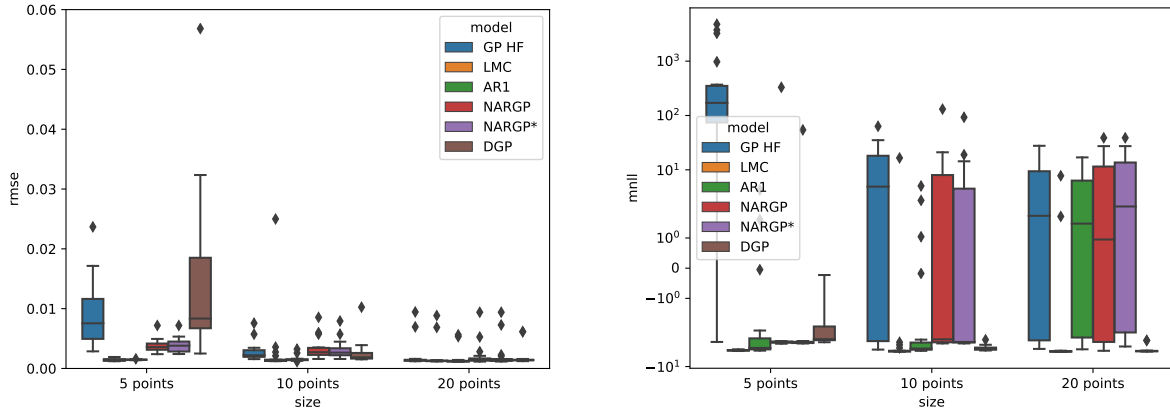 0.06
0.05
0.04
0.03
0.02
0.01
0.00
rmse
model
GP HF
LMC
AR1
NARGP
NARGP*
DGP
5 points
10 points
20 points
size
10³
10²
10¹
10⁰
0
−10⁰
−10¹
mnll
model
GP HF
LMC
AR1
NARGP
NARGP*
DGP
5 points
10 points
20 points
size